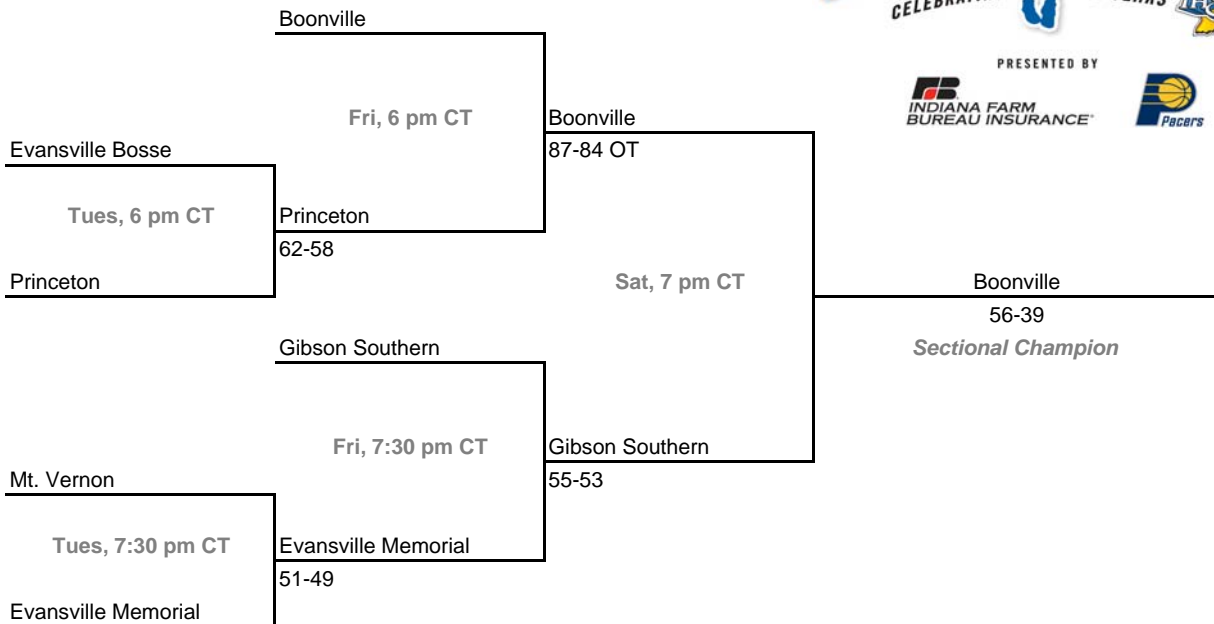 Boonville
PRESENTED BY
INDIANA FARM
BUREAU INSURANCE
Pacers
Fri, 6 pm CT
Boonville
87-84 OT
Evansville Bosse
Tues, 6 pm CT
Princeton
62-58
Princeton
Sat, 7 pm CT
Boonville
56-39
Sectional Champion
Gibson Southern
Fri, 7:30 pm CT
Gibson Southern
55-53
Mt. Vernon
Tues, 7:30 pm CT
Evansville Memorial
51-49
Evansville Memorial